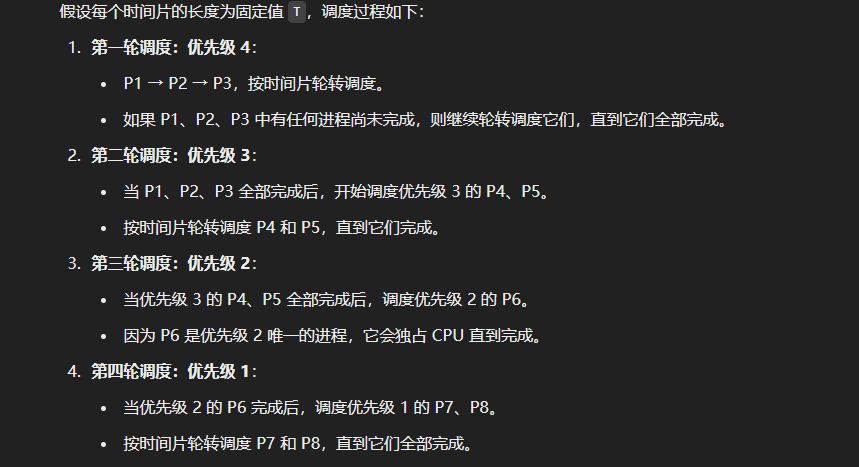 假设每个时间片的长度为固定值 T，调度过程如下：
1. 第一轮调度：优先级 4：
• P1 → P2 → P3，按时间片轮转调度。
• 如果 P1、P2、P3 中有任何进程尚未完成，则继续轮转调度它们，直到它们全部完成。
2. 第二轮调度：优先级 3：
• 当 P1、P2、P3 全部完成后，开始调度优先级 3 的 P4、P5。
• 按时间片轮转调度 P4 和 P5，直到它们完成。
3. 第三轮调度：优先级 2：
• 当优先级 3 的 P4、P5 全部完成后，调度优先级 2 的 P6。
• 因为 P6 是优先级 2 唯一的进程，它会独占 CPU 直到完成。
4. 第四轮调度：优先级 1：
• 当优先级 2 的 P6 完成后，调度优先级 1 的 P7、P8。
• 按时间片轮转调度 P7 和 P8，直到它们全部完成。